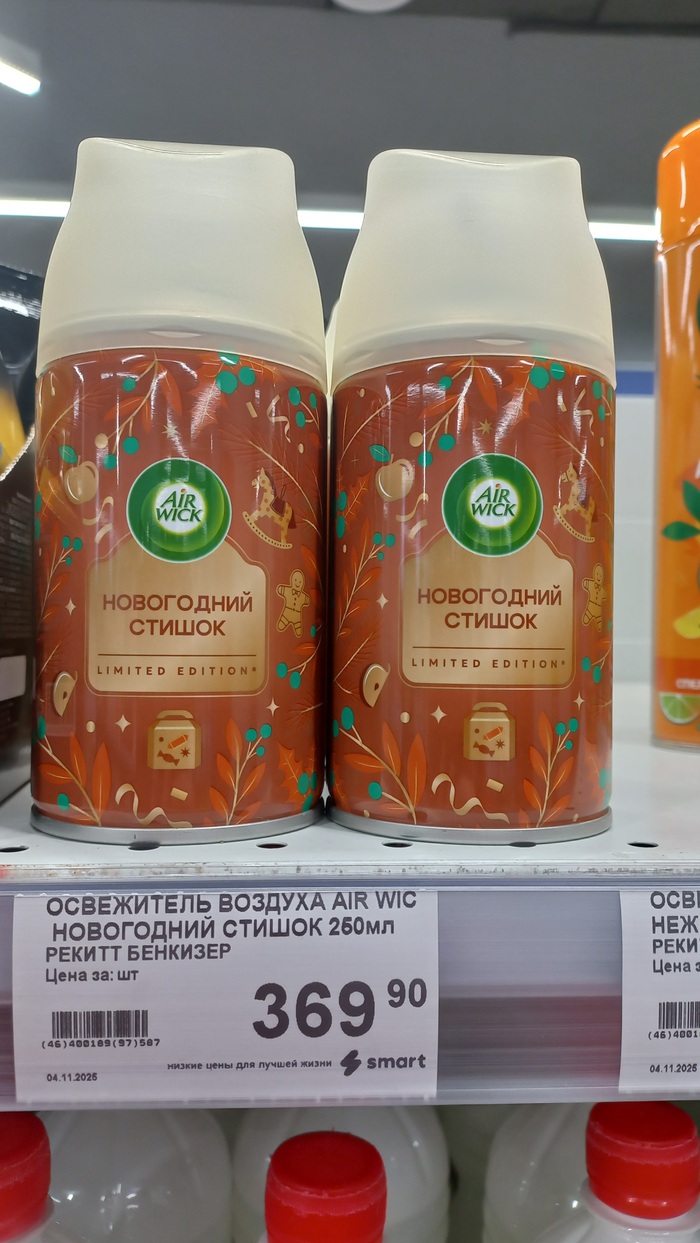 AIR
WICK
НОВОГОДНИЙ
СТИШОК
LIMITED EDITION*
AIR
WICK
НОВОГОДНИЙ
СТИШОК
LIMITED EDITION*
ОСВЕЖИТЕЛЬ ВОЗДУХА AIR WIC
НОВОГОДНИЙ СТИШОК 250мл
РЕКИТТ БЕНКИЗЕР
Цена за: шт
369 90
(46)400189(97)587
низкие цены для лучшей жизни smart
04.11.2025
ОСВ
НЕЖ
РЕКИ
Цена
04.11.2025